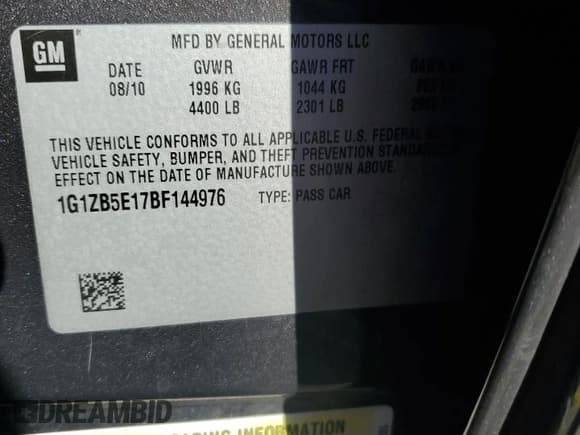 GM
MFD BY GENERAL MOTORS LLC
DATE GVWR GAWR FRT
08/10 1996 KG 1044 KG
4400 LB 2301 LB
THIS VEHICLE CONFORMS TO ALL APPLICABLE U.S. FEDERAL
VEHICLE SAFETY, BUMPER, AND THEFT PREVENTION
EFFECT ON THE DATE OF MANUFACTURE SHOWN ABOVE.
1G1ZB5E17BF144976 TYPE: PASS CAR
DREAMBID
INFORMATION